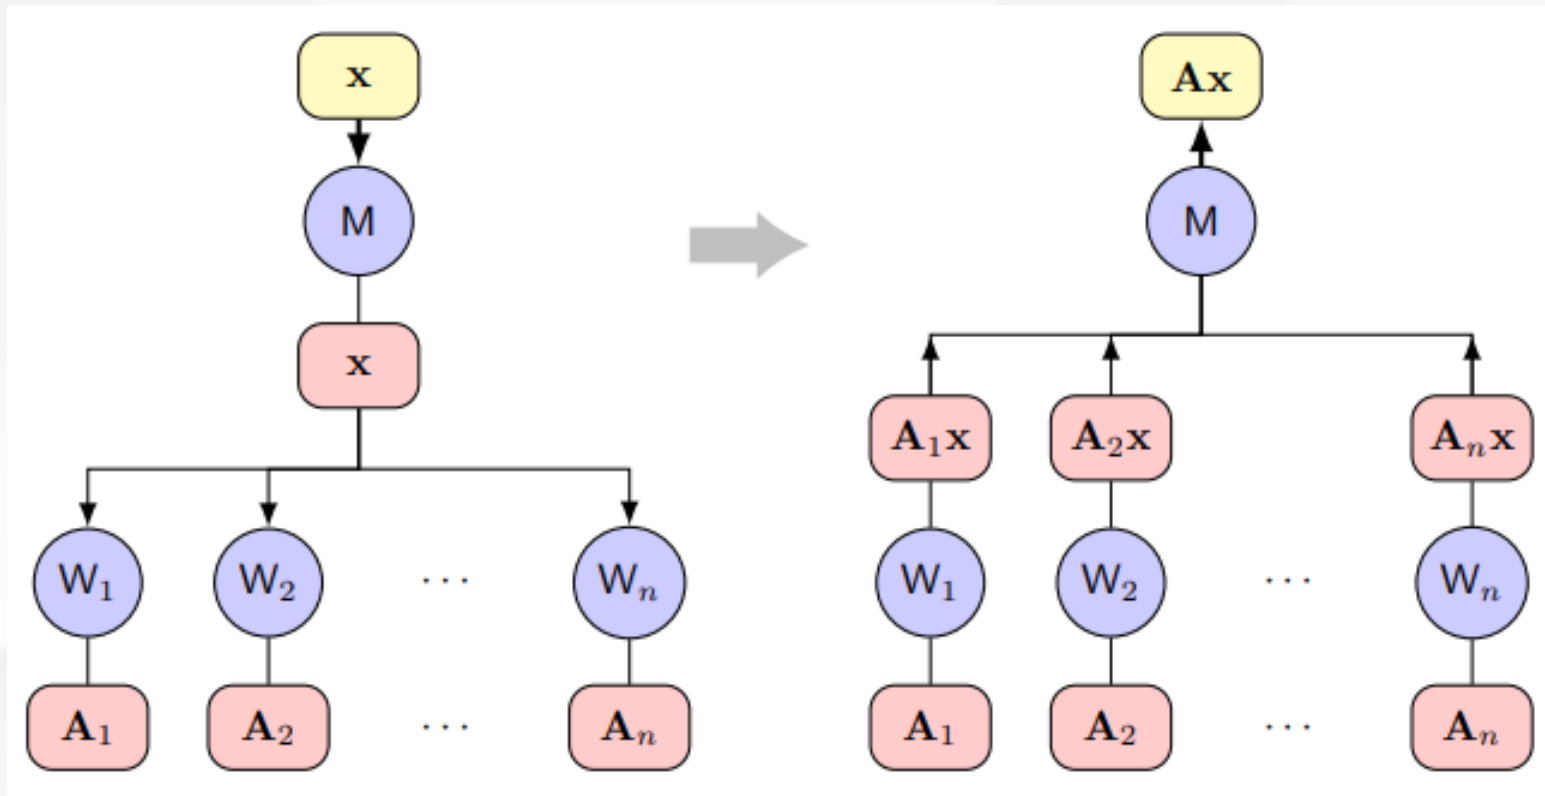 x Ax
M M
x
A₁x A₂x Aₙx
W₁ W₂ ··· Wₙ W₁ W₂ ··· Wₙ
A₁ A₂ ··· Aₙ A₁ A₂ ··· Aₙ